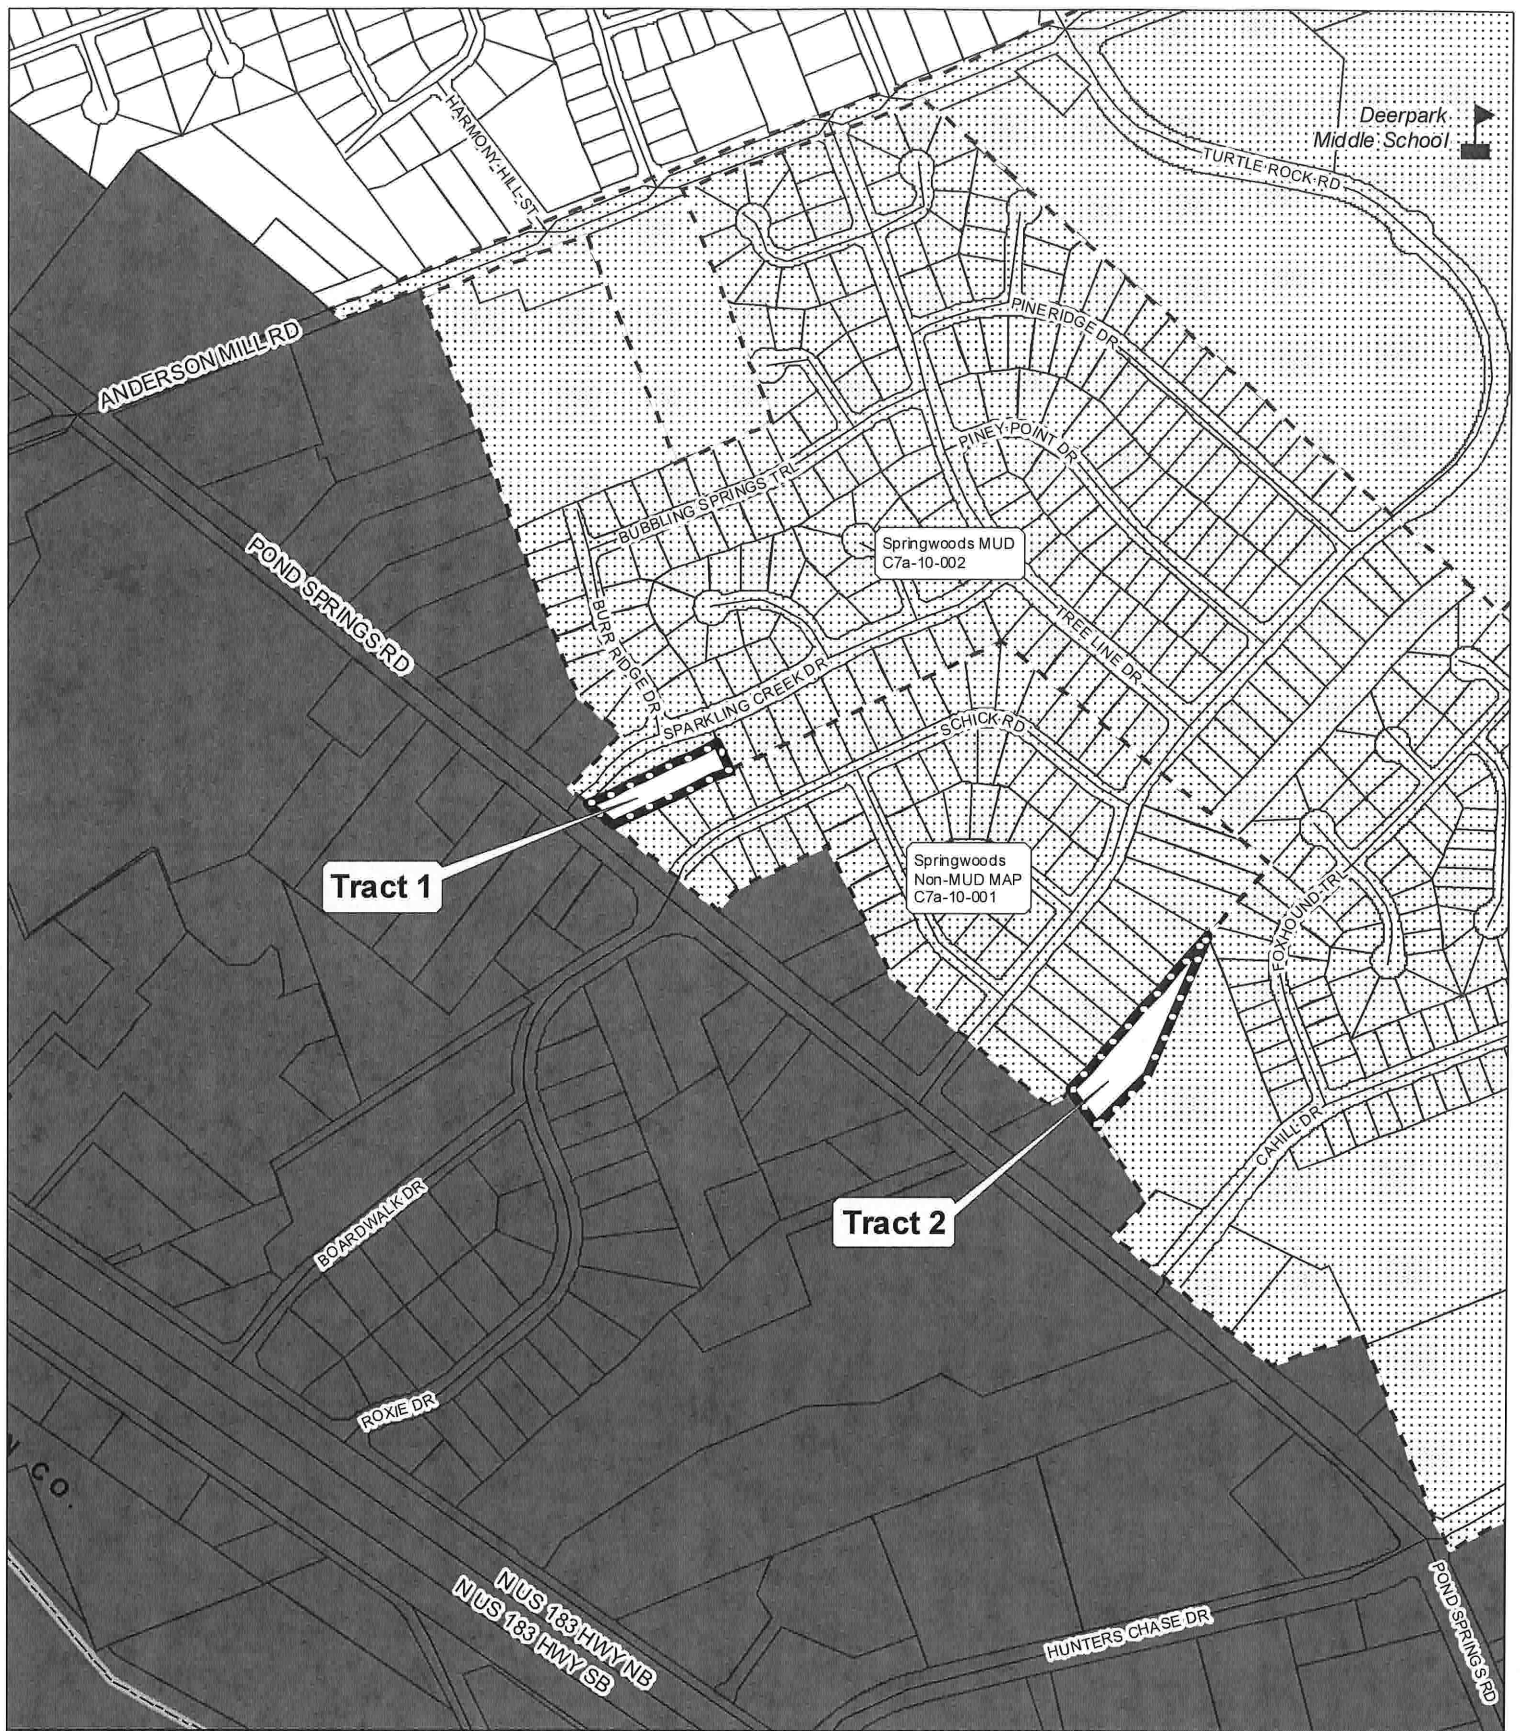 Deerpark
Middle School
TURTLE ROCK RD
HARMONY HILL ST
ANDERSON MILL RD
PINERIDGE DR
PINEY POINT DR
BUBBLING SPRINGS TRL
POND SPRINGS RD
Springwoods MUD
C7a-10-002
BURR RIDGE DR
TREE LINE DR
SPARKLING CREEK DR
SCHICK RD
Tract 1
Springwoods
Non-MUD MAP
C7a-10-001
FOXHOUND TRL
CAHILL DR
BOARDWALK DR
Tract 2
ROXIE DR
N CO.
N US 183 HWY NB
N US 183 HWY SB
HUNTERS CHASE DR
POND SPRINGS RD